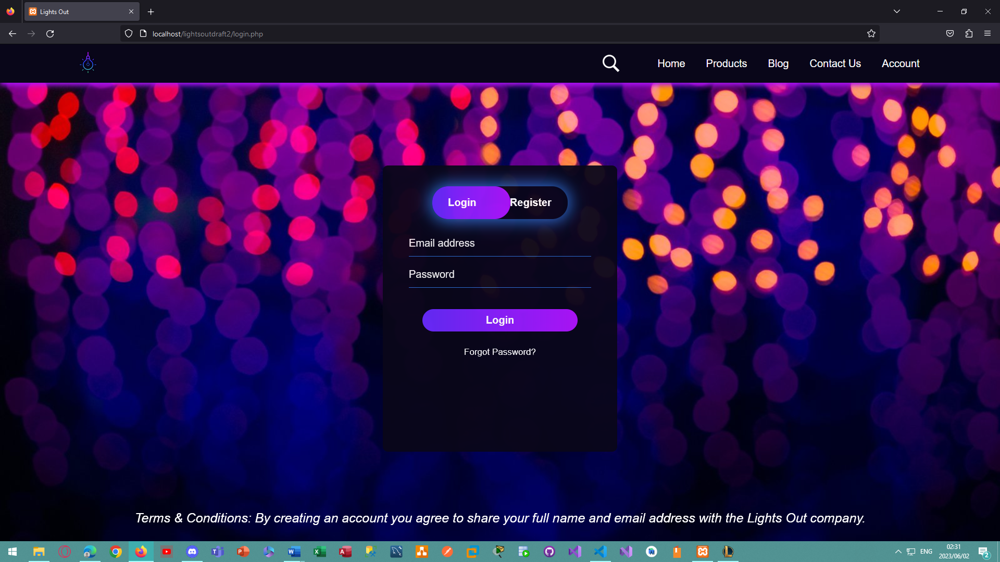 Lights Out
localhost/lightsoutdraft2/login.php
Home Products Blog Contact Us Account
Login Register
Email address
Password
Login
Forgot Password?
Terms & Conditions: By creating an account you agree to share your full name and email address with the Lights Out company.
ENG
02:31
2023/06/02
2